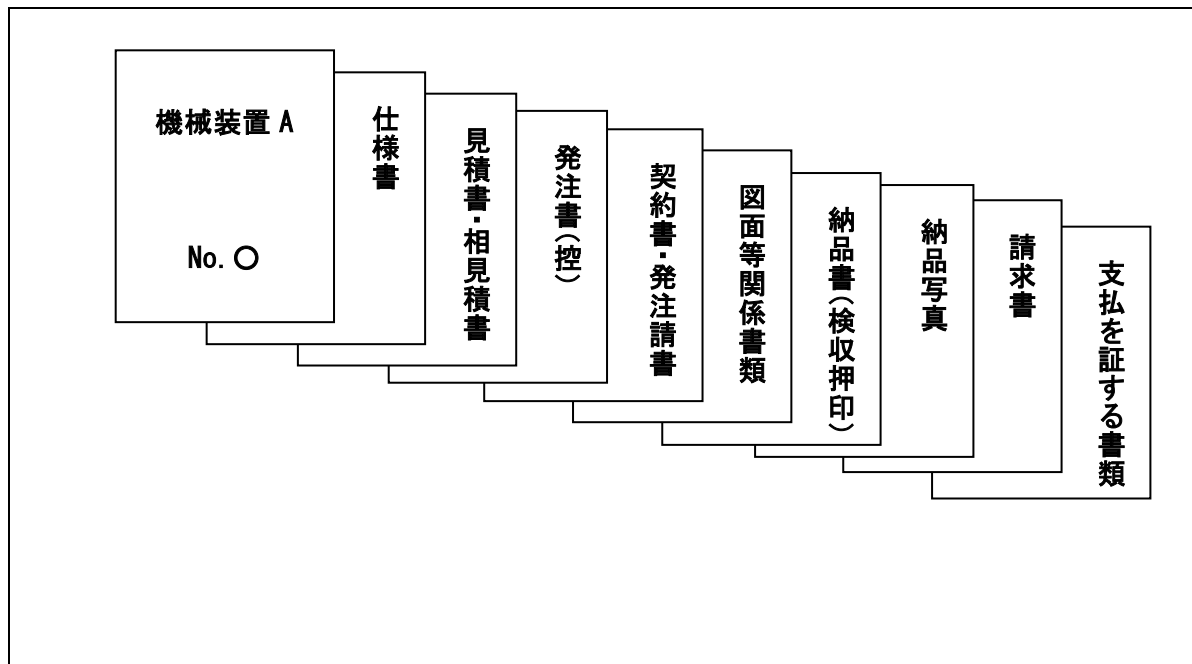 機械装置 A
No. ○
仕様書
見積書・相見積書
発注書(控)
契約書・発注請書
図面等関係書類
納品書(検収押印)
納品写真
請求書
支払を証する書類